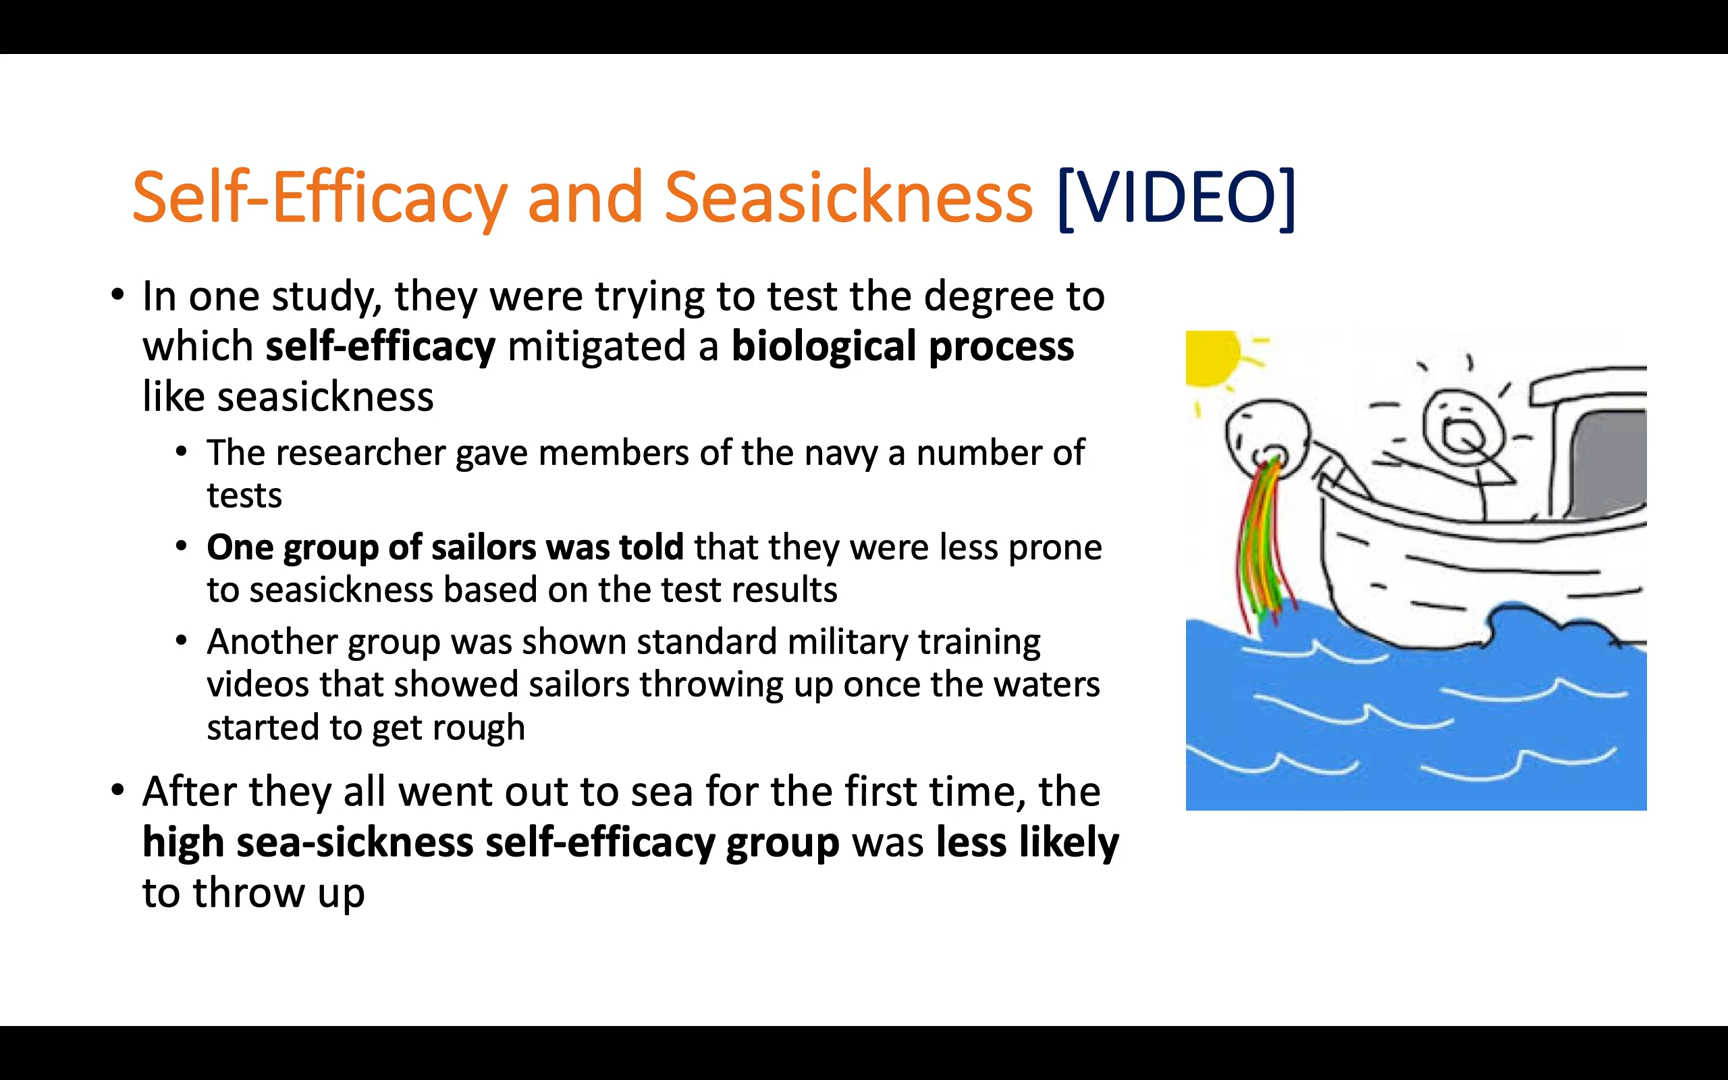 Self-Efficacy and Seasickness [VIDEO]
• In one study, they were trying to test the degree to
which self-efficacy mitigated a biological process
like seasickness
• The researcher gave members of the navy a number of
tests
• One group of sailors was told that they were less prone
to seasickness based on the test results
• Another group was shown standard military training
videos that showed sailors throwing up once the waters
started to get rough
• After they all went out to sea for the first time, the
high sea-sickness self-efficacy group was less likely
to throw up